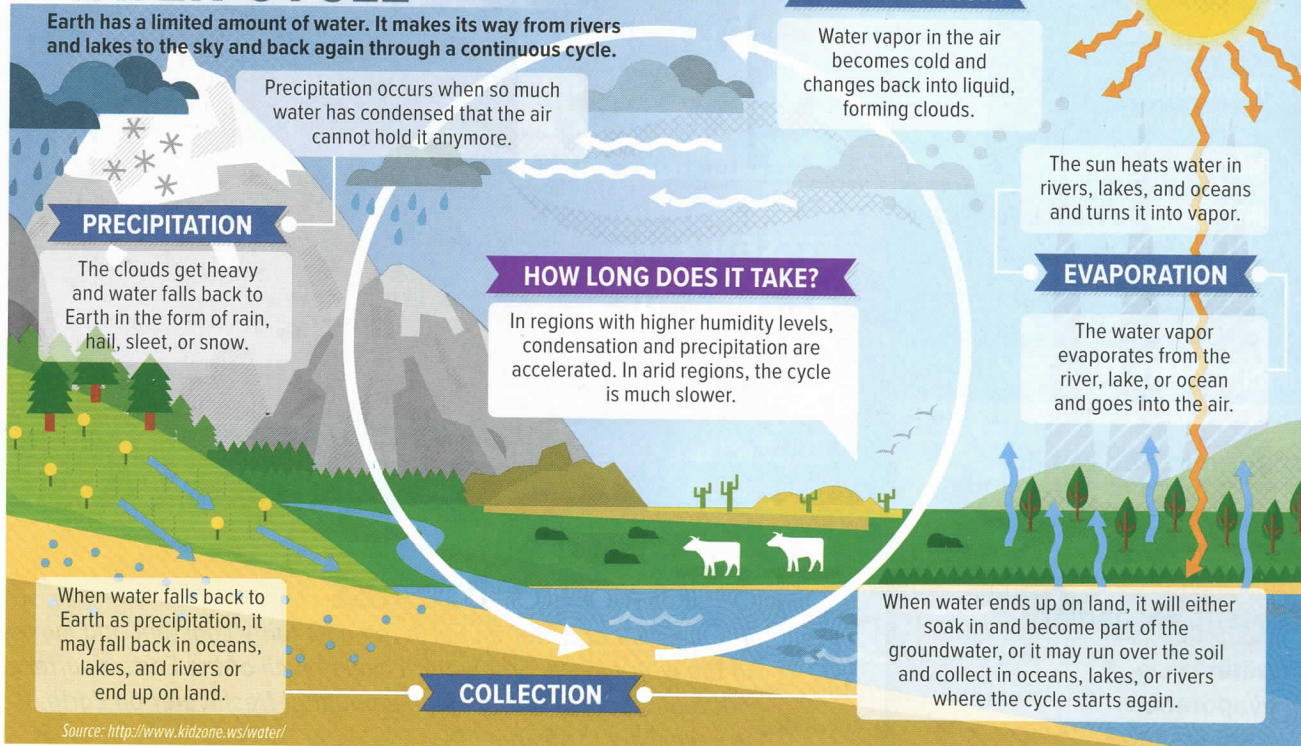 Earth has a limited amount of water. It makes its way from rivers
and lakes to the sky and back again through a continuous cycle.
Precipitation occurs when so much
water has condensed that the air
cannot hold it anymore.
PRECIPITATION
The clouds get heavy
and water falls back to
Earth in the form of rain,
hail, sleet, or snow.
Water vapor in the air
becomes cold and
changes back into liquid,
forming clouds.
The sun heats water in
rivers, lakes, and oceans
and turns it into vapor.
EVAPORATION
The water vapor
evaporates from the
river, lake, or ocean
and goes into the air.
HOW LONG DOES IT TAKE?
In regions with higher humidity levels,
condensation and precipitation are
accelerated. In arid regions, the cycle
is much slower.
When water falls back to
Earth as precipitation, it
may fall back in oceans,
lakes, and rivers or
end up on land.
COLLECTION
When water ends up on land, it will either
soak in and become part of the
groundwater, or it may run over the soil
and collect in oceans, lakes, or rivers
where the cycle starts again.
Source: http://www.kidzone.ws/water/